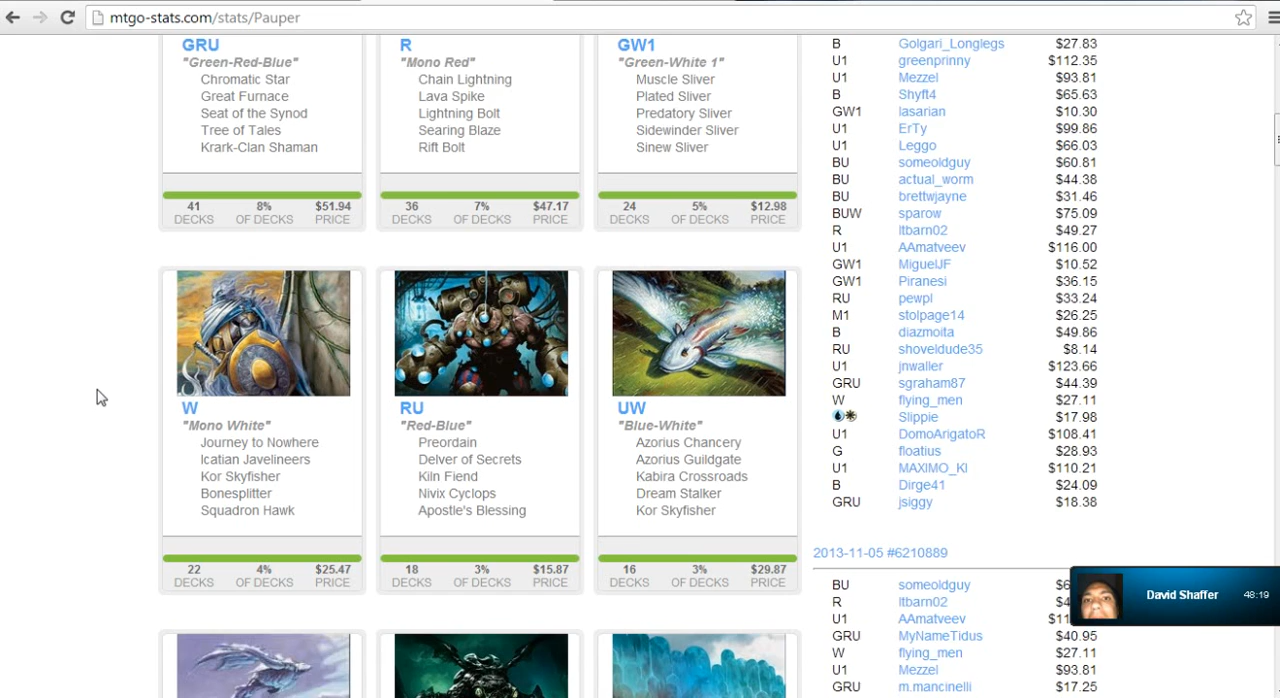 mtgo-stats.com/stats/Pauper
GRU
"Green-Red-Blue"
Chromatic Star
Great Furnace
Seat of the Synod
Tree of Tales
Krark-Clan Shaman
41 8% $51.94
DECKS OF DECKS PRICE
R
"Mono Red"
Chain Lightning
Lava Spike
Lightning Bolt
Searing Blaze
Rift Bolt
36 7% $47.17
DECKS OF DECKS PRICE
GW1
"Green-White 1"
Muscle Sliver
Plated Sliver
Predatory Sliver
Sidewinder Sliver
Sinew Sliver
24 5% $12.98
DECKS OF DECKS PRICE
W
"Mono White"
Journey to Nowhere
Icatian Javelineers
Kor Skyfisher
Bonesplitter
Squadron Hawk
22 4% $25.47
DECKS OF DECKS PRICE
RU
"Red-Blue"
Preordain
Delver of Secrets
Kiln Fiend
Nivix Cyclops
Apostle's Blessing
18 3% $15.87
DECKS OF DECKS PRICE
UW
"Blue-White"
Azorius Chancery
Azorius Guildgate
Kabira Crossroads
Dream Stalker
Kor Skyfisher
16 3% $29.87
DECKS OF DECKS PRICE
B Golgari_Longlegs $27.83
U1 greenprinny $112.35
U1 Mezzel $93.81
B Shyft4 $65.63
GW1 lasarian $10.30
U1 ErTy $99.86
U1 Leggo $66.03
BU someoldguy $60.81
BU actual_worm $44.38
BU brettwjayne $31.46
BUW sparow $75.09
R ltbarn02 $49.27
U1 AAmatveev $116.00
GW1 MiguelJF $10.52
GW1 Piranesi $36.15
RU pewpl $33.24
M1 stolpage14 $26.25
B diazmoita $49.86
RU shoveldude35 $8.14
U1 jnwaller $123.66
GRU sgraham87 $44.39
W flying_men $27.11
Slippie $17.98
U1 DomoArigatoR $108.41
G floatius $28.93
U1 MAXIMO_KI $110.21
B Dirge41 $24.09
GRU jsiggy $18.38
2013-11-05 #6210889
BU someoldguy
R ltbarn02
U1 AAmatveev
GRU MyNameTidus $40.95
W flying_men $27.11
U1 Mezzel $93.81
GRU m.mancinelli $17.25
David Shaffer 48:19